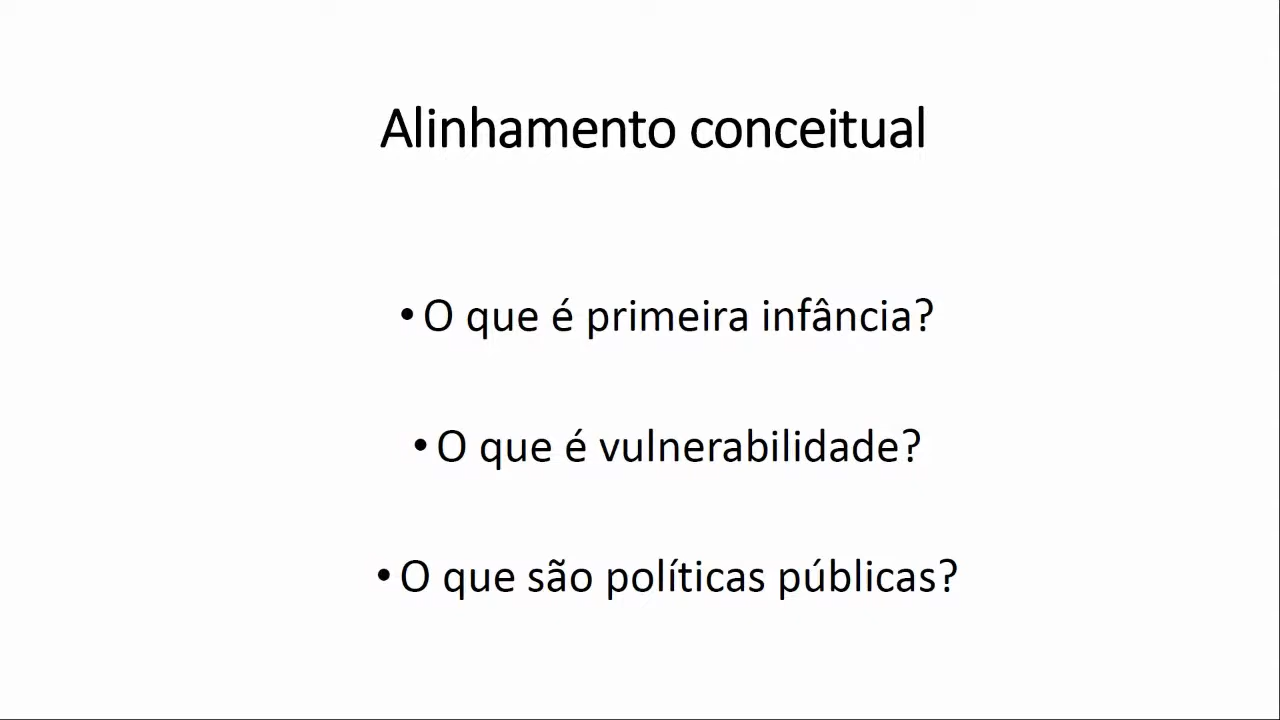 Alinhamento conceitual
• O que é primeira infância?
• O que é vulnerabilidade?
• O que são políticas públicas?